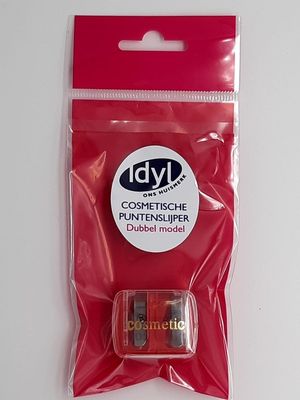 Idyl
ONS HUISMERK
COSMETISCHE
PUNTENSLIJPER
Dubbel model
cosmetic